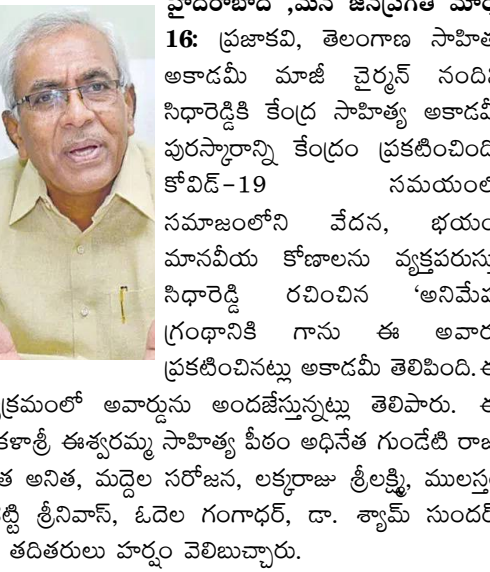 హైదరాబాద్ ,మన జనప్రగతి మార్చి
16: ప్రజాకవి, తెలంగాణ సాహిత
అకాడమీ మాజీ చైర్మన్ నందిన
సిధారెడ్డికి కేంద్ర సాహిత్య అకాడమీ
పురస్కారాన్ని కేంద్రం ప్రకటించింది
కోవిడ్-19 సమయంల
సమాజంలోని వేదన, భయం
మానవీయ కోణాలను వ్యక్తపరుస్తు
సిధారెడ్డి రచించిన 'అనిమేష
గ్రంథానికి గాను ఈ అవార
ప్రకటించినట్లు అకాడమీ తెలిపింది.ఈ
క్రమంలో అవార్డును అందజేస్తున్నట్లు తెలిపారు. ఈ
కళాశ్రీ ఈశ్వరమ్మ సాహిత్య పీఠం అధినేత గుండేటి రాజ
త అనిత, మద్దెల సరోజన, లక్కరాజు శ్రీలక్ష్మి, ములస్త
ట్టి శ్రీనివాస్, ఓదెల గంగాధర్, డా. శ్యామ్ సుందర్
తదితరులు హర్షం వెలిబుచ్చారు.